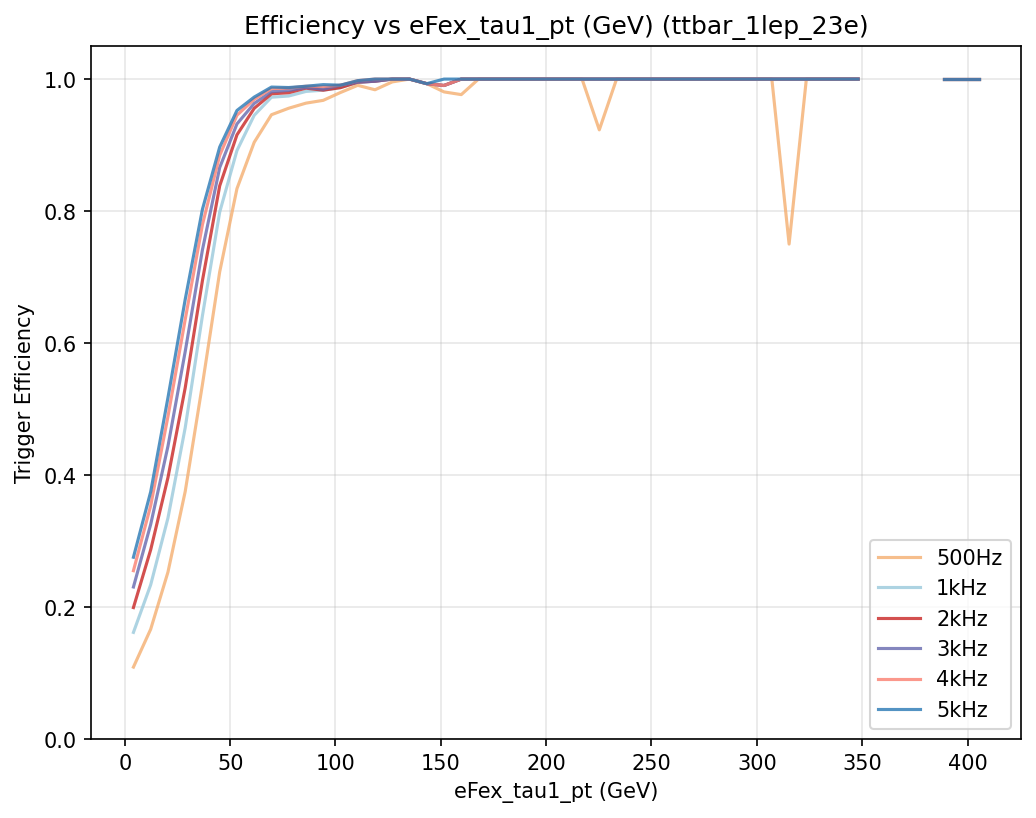 Efficiency vs eFex_tau1_pt (GeV) (ttbar_1lep_23e)
Trigger Efficiency
1.0
0.8
0.6
0.4
0.2
0.0
0 50 100 150 200 250 300 350 400
eFex_tau1_pt (GeV)
500Hz
1kHz
2kHz
3kHz
4kHz
5kHz